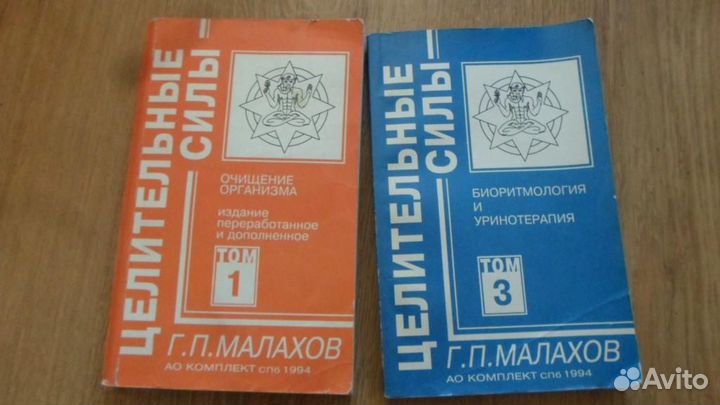 ЦЕЛИТЕЛЬНЫЕ
СИЛЫ
ОЧИЩЕНИЕ
ОРГАНИЗМА
издание
переработанное
и дополненное
ТОМ
1
Г.П.МАЛАХОВ
АО КОМПЛЕКТ спб 1994
ЦЕЛИТЕЛЬНЫЕ
СИЛЫ
БИОРИТМОЛОГИЯ
И
УРИНОТЕРАПИЯ
ТОМ
3
Г.П.МАЛАХОВ
АО КОМПЛЕКТ спб 1994
Avito